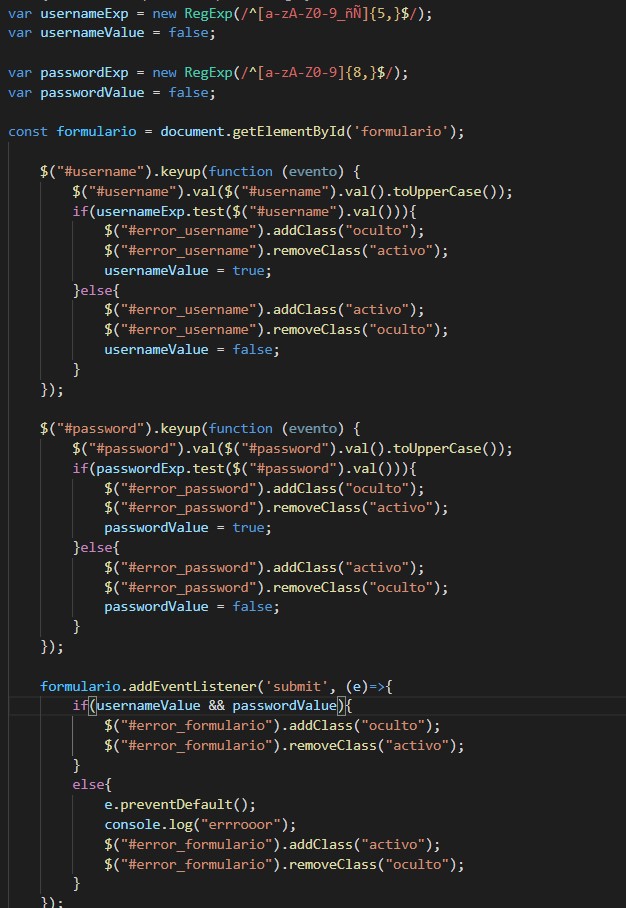 var usernameExp = new RegExp(/^[a-zA-Z0-9_ñÑ]{5,}$/);
var usernameValue = false;

var passwordExp = new RegExp(/^[a-zA-Z0-9]{8,}$/);
var passwordValue = false;

const formulario = document.getElementById('formulario');

    $("#username").keyup(function (evento) {
        $("#username").val($("#username").val().toUpperCase());
        if(usernameExp.test($("#username").val())){
            $("#error_username").addClass("oculto");
            $("#error_username").removeClass("activo");
            usernameValue = true;
        }else{
            $("#error_username").addClass("activo");
            $("#error_username").removeClass("oculto");
            usernameValue = false;
        }
    });

    $("#password").keyup(function (evento) {
        $("#password").val($("#password").val().toUpperCase());
        if(passwordExp.test($("#password").val())){
            $("#error_password").addClass("oculto");
            $("#error_password").removeClass("activo");
            passwordValue = true;
        }else{
            $("#error_password").addClass("activo");
            $("#error_password").removeClass("oculto");
            passwordValue = false;
        }
    });

    formulario.addEventListener('submit', (e)=>{
        if(usernameValue && passwordValue){
            $("#error_formulario").addClass("oculto");
            $("#error_formulario").removeClass("activo");
        }
        else{
            e.preventDefault();
            console.log("errrooor");
            $("#error_formulario").addClass("activo");
            $("#error_formulario").removeClass("oculto");
        }
    });